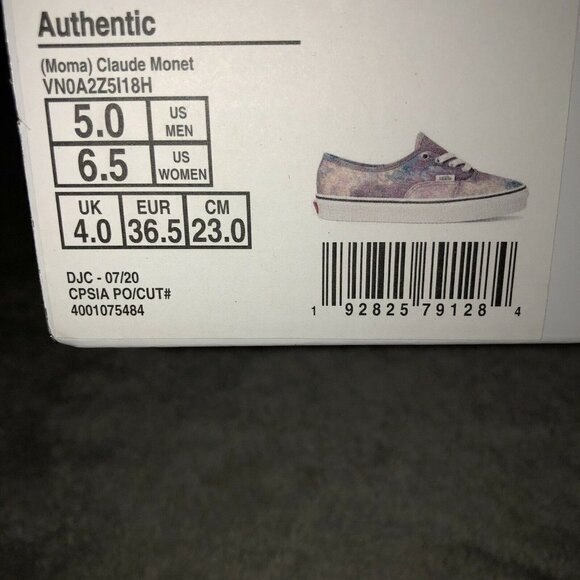 Authentic
(Moma) Claude Monet
VN0A2Z5I18H
5.0 US MEN
6.5 US WOMEN
UK EUR CM
4.0 36.5 23.0
DJC - 07/20
CPSIA PO/CUT#
4001075484
1 92825 79128 4